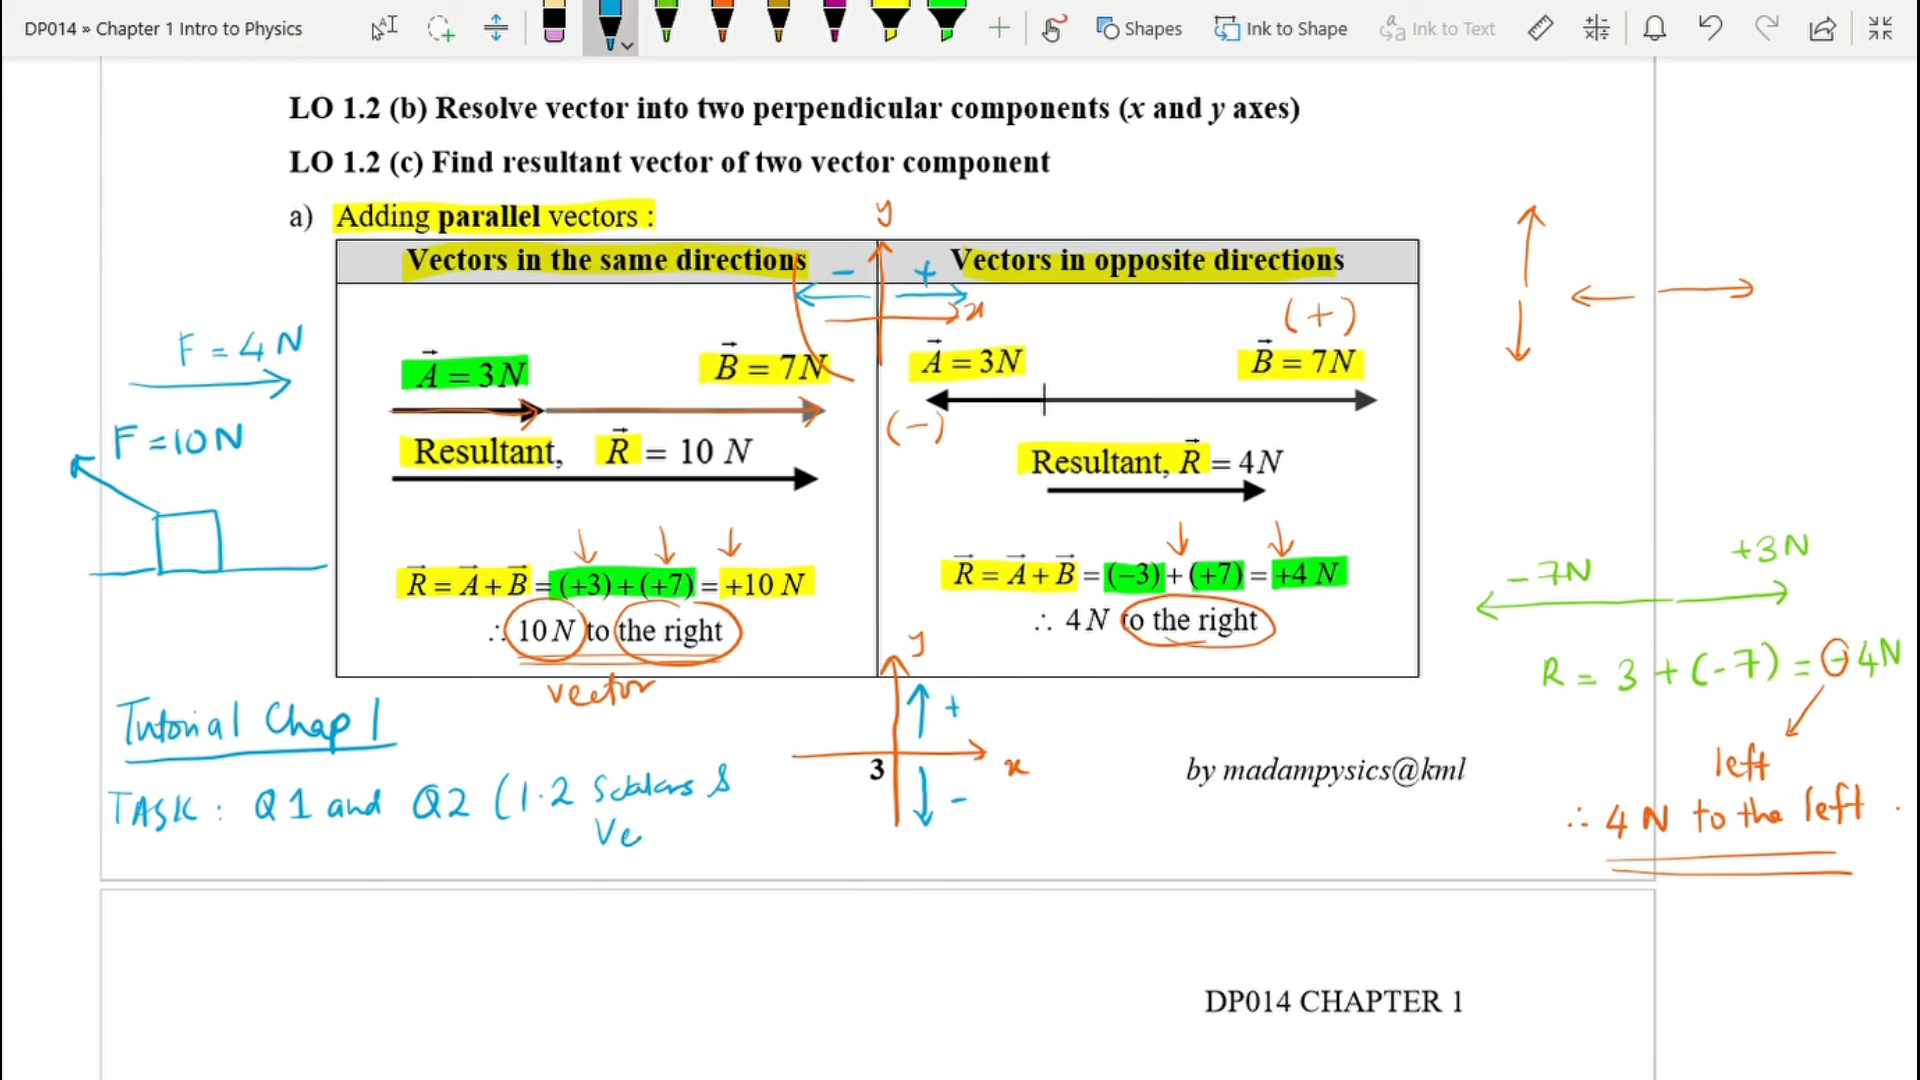 DP014 » Chapter 1 Intro to Physics
Shapes
Ink to Shape
Ink to Text
LO 1.2 (b) Resolve vector into two perpendicular components (x and y axes)
LO 1.2 (c) Find resultant vector of two vector component
a) Adding parallel vectors :
y
Vectors in the same directions
- +
Vectors in opposite directions
x
(+)
F = 4N
A⃗ = 3N
B⃗ = 7N
A⃗ = 3N
B⃗ = 7N
(-)
F = 10N
Resultant, R⃗ = 10 N
Resultant, R⃗ = 4N
R⃗ = A⃗ + B⃗ = (+3) + (+7) = +10 N
∴ 10 N to the right
vector
R⃗ = A⃗ + B⃗ = (−3) + (+7) = +4 N
∴ 4 N to the right
-7N
+3N
R = 3 + (-7) = -4N
left
∴ 4 N to the left.
y
+
x
-
Tutorial Chap 1
TASK : Q1 and Q2 (1.2 Scalars &
Ve
3
by madampysics@kml
DP014 CHAPTER 1